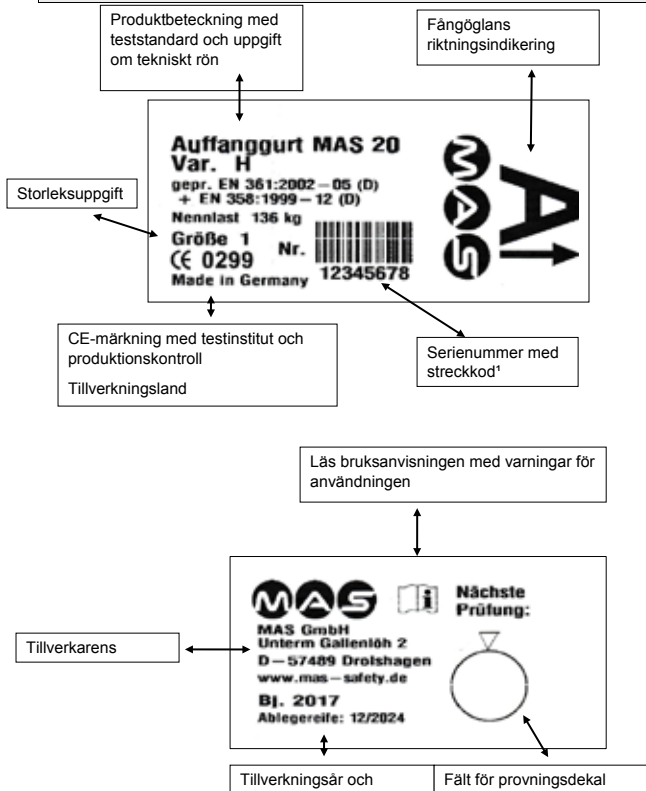 Produktbeteckning med
teststandard och uppgift
om tekniskt rön
Fångöglans
riktningsindikering
Auffanggurt MAS 20
Var. H
gepr. EN 361:2002–05 (D)
+ EN 358:1999–12 (D)
Nennlast 136 kg
Größe 1
CE 0299
Made in Germany
Nr.
12345678
MAS
A
Storleksuppgift
CE-märkning med testinstitut och
produktionskontroll
Tillverkningsland
Serienummer med
streckkod¹
Läs bruksanvisningen med varningar för
användningen
MAS
MAS GmbH
Unterm Gallenlöh 2
D–57489 Drolshagen
www.mas–safety.de
Bj. 2017
Ablegereife: 12/2024
i
Nächste
Prüfung:
Tillverkarens
Tillverkningsår och
Fält för provningsdekal